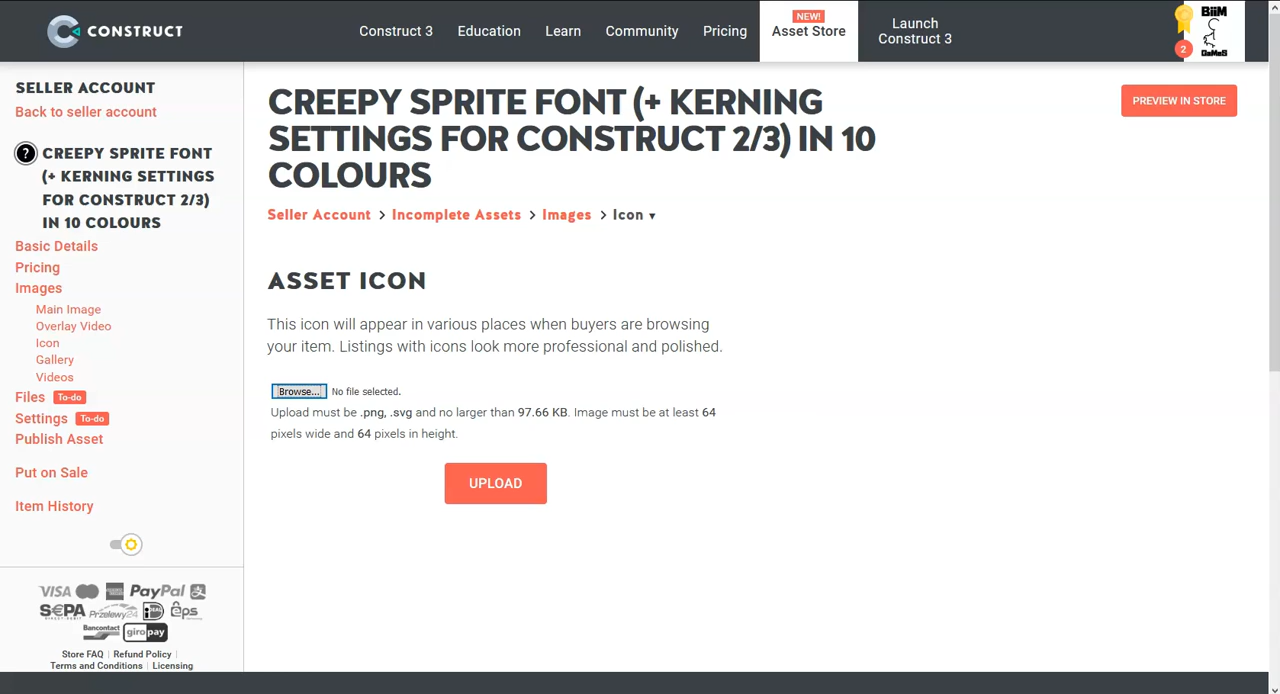 CONSTRUCT
Construct 3
Education
Learn
Community
Pricing
NEW!
Asset Store
Launch
Construct 3
BiiM
GaMeS
2
SELLER ACCOUNT
Back to seller account
? CREEPY SPRITE FONT
(+ KERNING SETTINGS
FOR CONSTRUCT 2/3)
IN 10 COLOURS
Basic Details
Pricing
Images
Main Image
Overlay Video
Icon
Gallery
Videos
Files To-do
Settings To-do
Publish Asset
Put on Sale
Item History
VISA PayPal
SEPA DIRECT DEBIT Przelewy24 iDEAL eps
Bancontact giropay
Store FAQ | Refund Policy |
Terms and Conditions | Licensing
CREEPY SPRITE FONT (+ KERNING
SETTINGS FOR CONSTRUCT 2/3) IN 10
COLOURS
PREVIEW IN STORE
Seller Account > Incomplete Assets > Images > Icon ▾
ASSET ICON
This icon will appear in various places when buyers are browsing
your item. Listings with icons look more professional and polished.
Browse... No file selected.
Upload must be .png, .svg and no larger than 97.66 KB. Image must be at least 64
pixels wide and 64 pixels in height.
UPLOAD